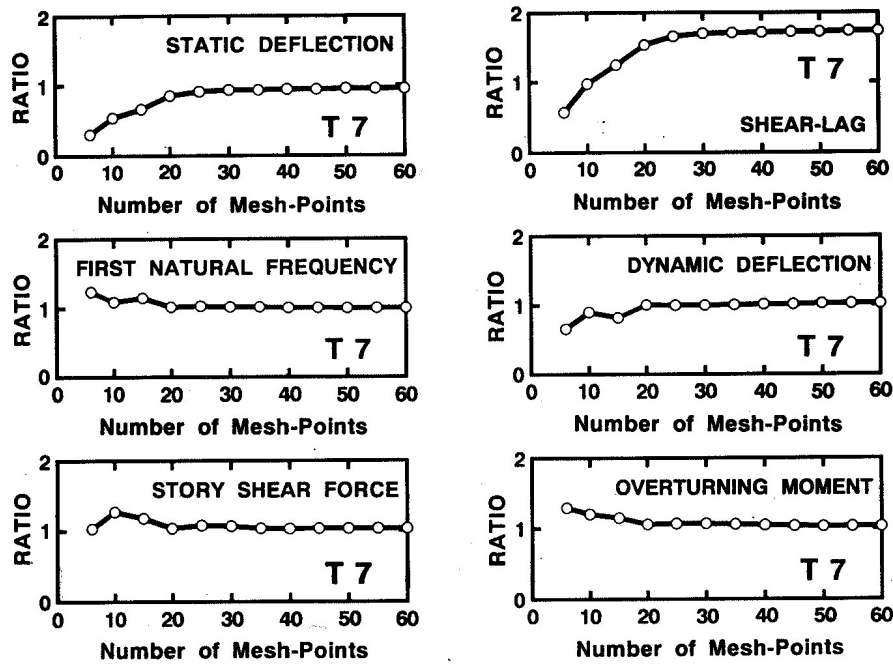 2
STATIC DEFLECTION
RATIO
1
T 7
0
0 10 20 30 40 50 60
Number of Mesh-Points
2
RATIO
1
T 7
SHEAR-LAG
0
0 10 20 30 40 50 60
Number of Mesh-Points
2
FIRST NATURAL FREQUENCY
RATIO
1
T 7
0
0 10 20 30 40 50 60
Number of Mesh-Points
2
DYNAMIC DEFLECTION
RATIO
1
T 7
0
0 10 20 30 40 50 60
Number of Mesh-Points
2
STORY SHEAR FORCE
RATIO
1
T 7
0
0 10 20 30 40 50 60
Number of Mesh-Points
2
OVERTURNING MOMENT
RATIO
1
T 7
0
0 10 20 30 40 50 60
Number of Mesh-Points